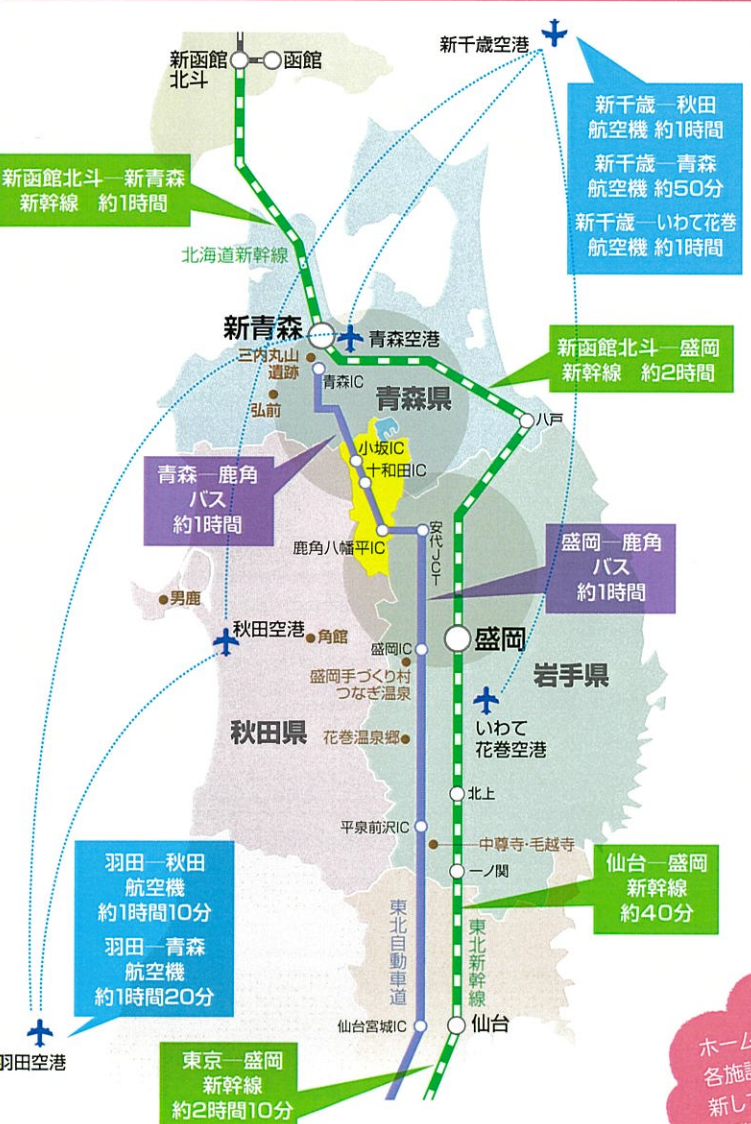 新函館
北斗
函館
新千歳空港
新千歳―秋田
航空機 約1時間
新千歳―青森
航空機 約50分
新千歳―いわて花巻
航空機 約1時間
新函館北斗―新青森
新幹線 約1時間
北海道新幹線
新青森
青森空港
三内丸山
遺跡
青森IC
弘前
青森県
新函館北斗―盛岡
新幹線 約2時間
八戸
小坂IC
十和田IC
青森―鹿角
バス
約1時間
鹿角八幡平IC
安代JCT
盛岡―鹿角
バス
約1時間
男鹿
秋田空港
角館
盛岡IC
盛岡
盛岡手づくり村
つなぎ温泉
岩手県
秋田県
花巻温泉郷
いわて
花巻空港
北上
平泉前沢IC
中尊寺・毛越寺
一ノ関
羽田―秋田
航空機
約1時間10分
羽田―青森
航空機
約1時間20分
仙台―盛岡
新幹線
約40分
東北自動車道
東北新幹線
仙台宮城IC
仙台
羽田空港
東京―盛岡
新幹線
約2時間10分
ホーム
各施設
新して